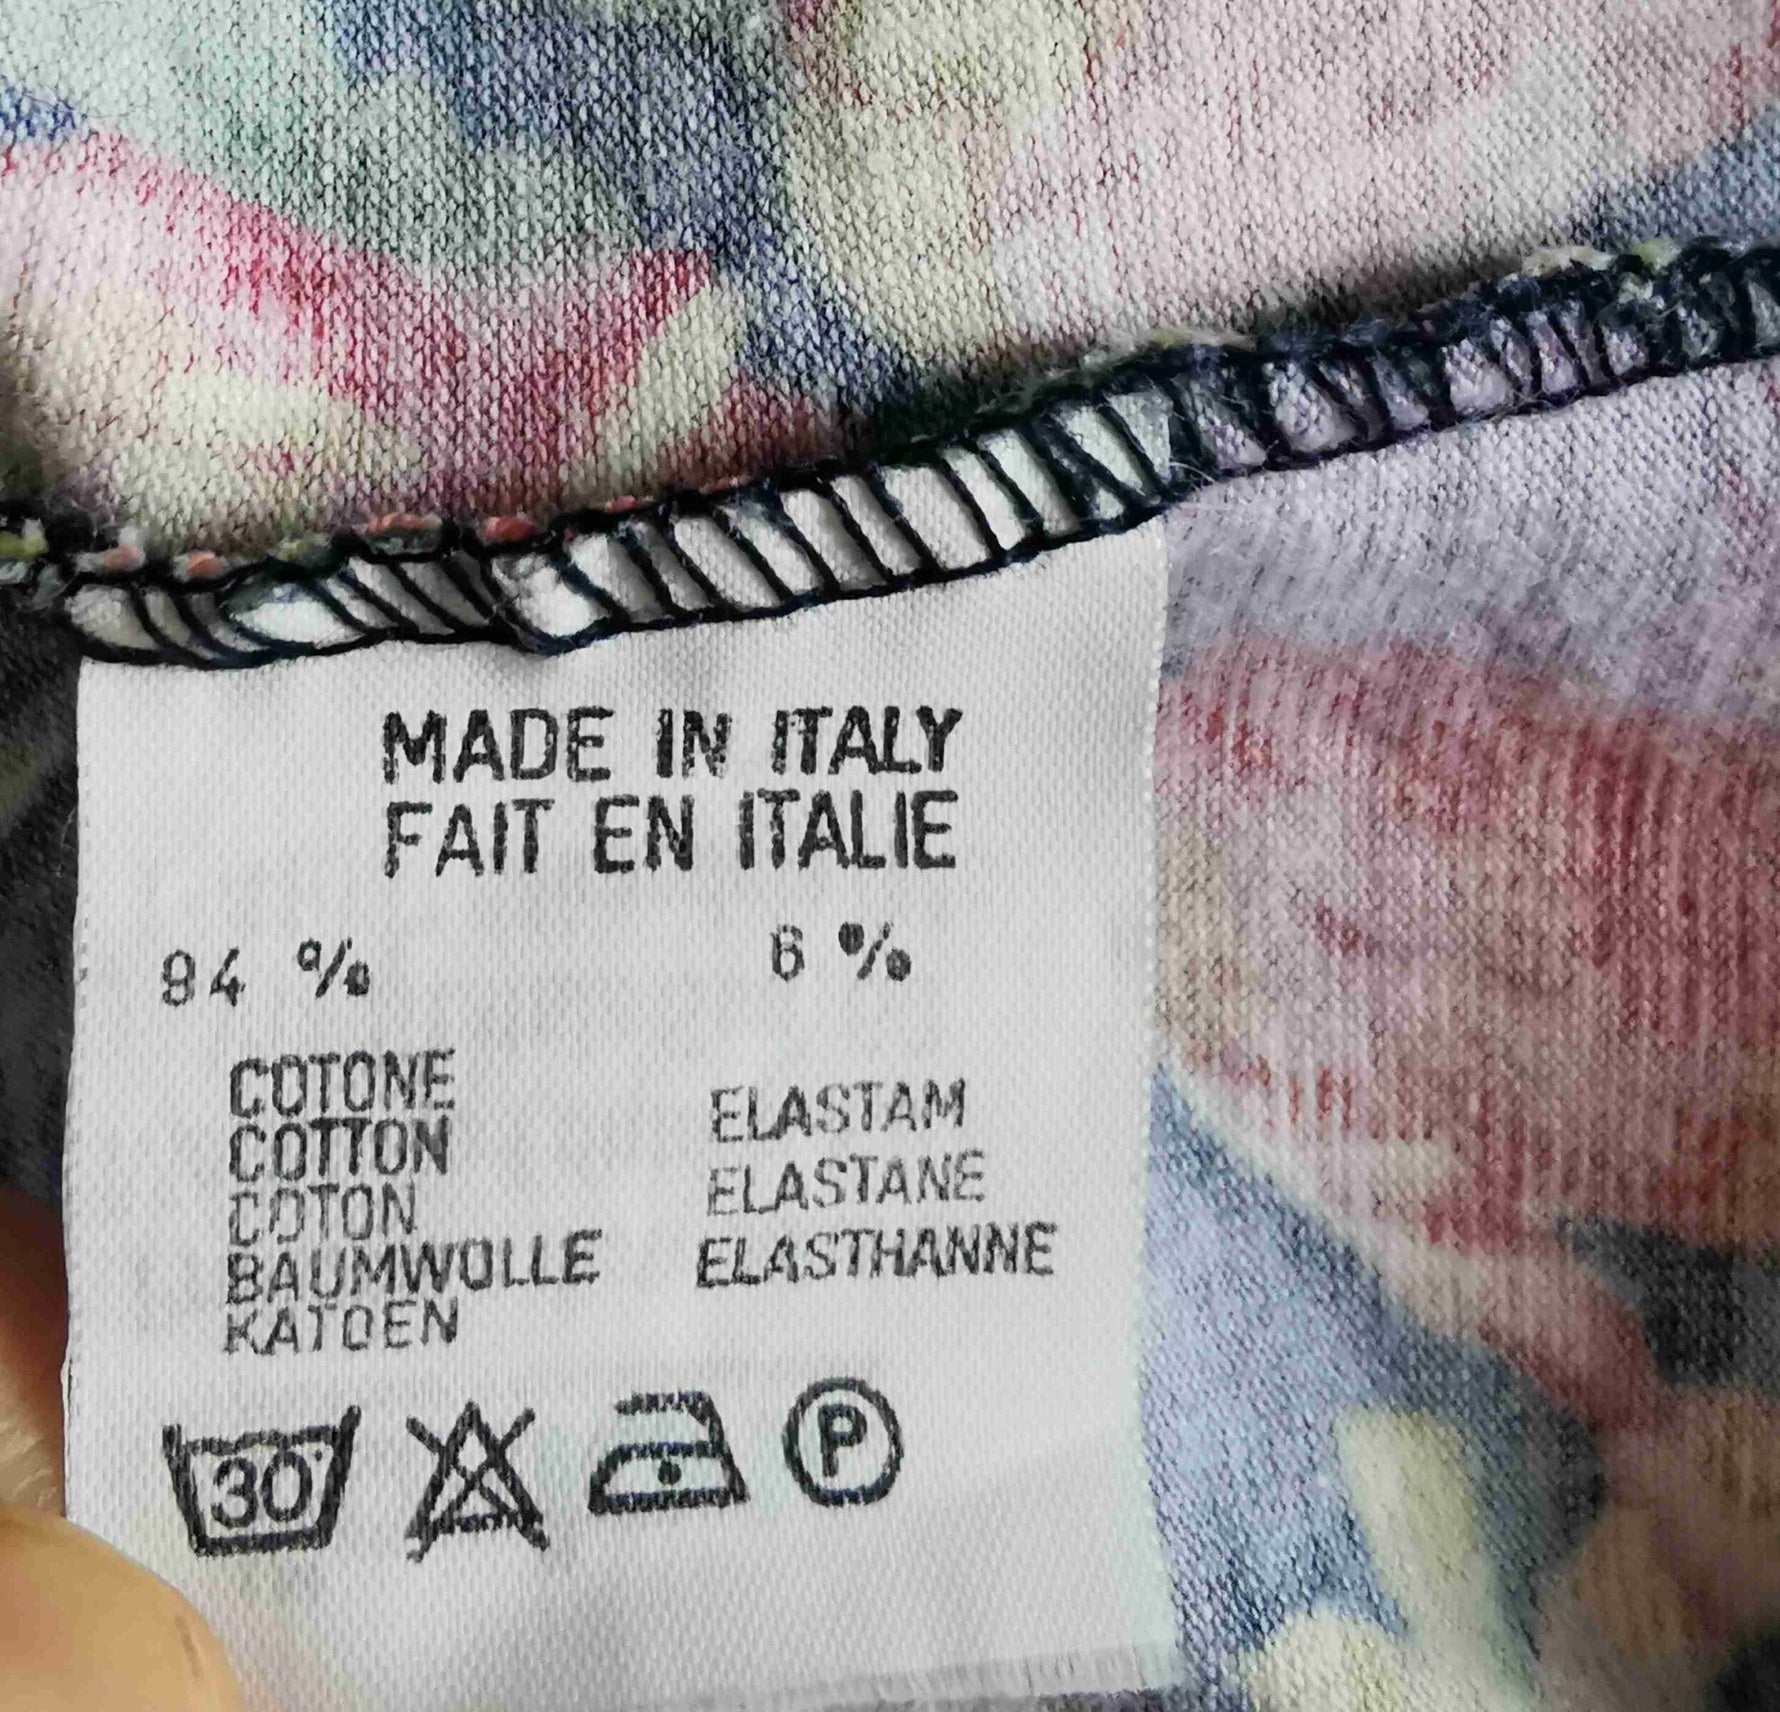 MADE IN ITALY
FAIT EN ITALIE
94 % 6 %
COTONE
COTTON
COTON
BAUMWOLLE
KATOEN
ELASTAM
ELASTANE
ELASTHANNE
30° P